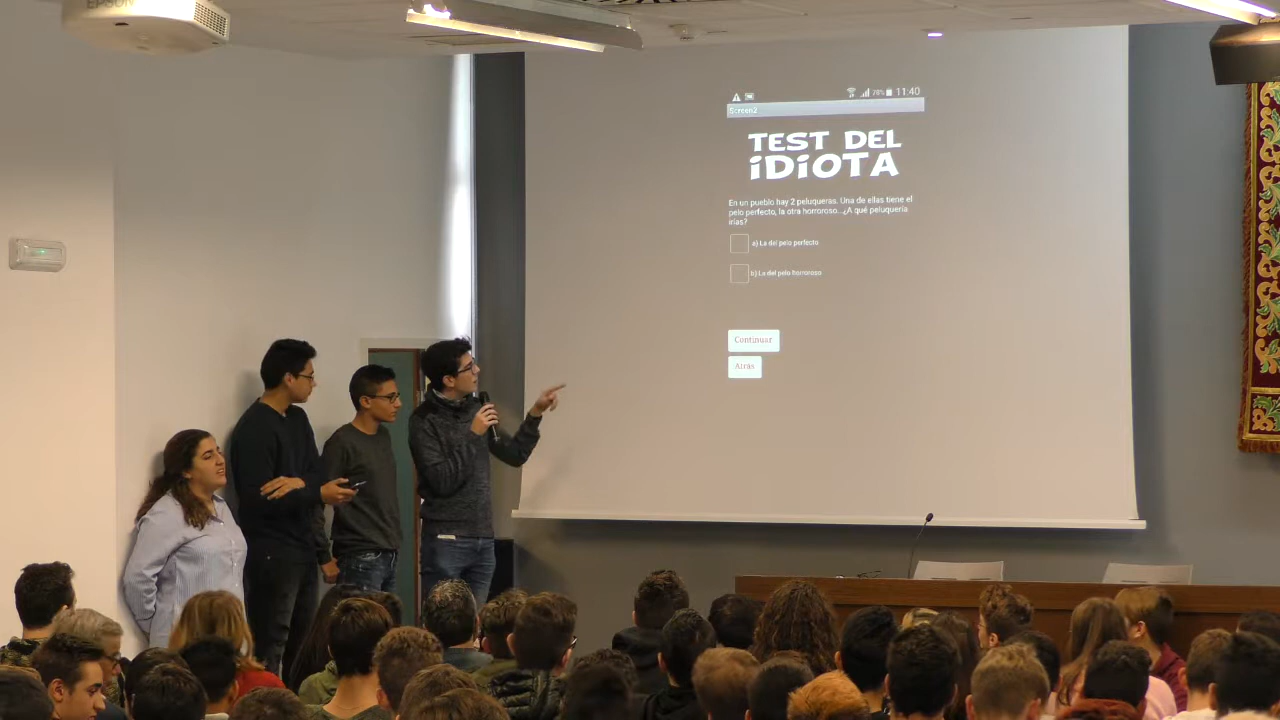 EPSON
76% 11:40
Screen2
TEST DEL
iDiOTA
En un pueblo hay 2 peluqueras. Una de ellas tiene el
pelo perfecto, la otra horroroso...¿A qué peluquería
irías?
a) La del pelo perfecto
b) La del pelo horroroso
Continuar
Atrás